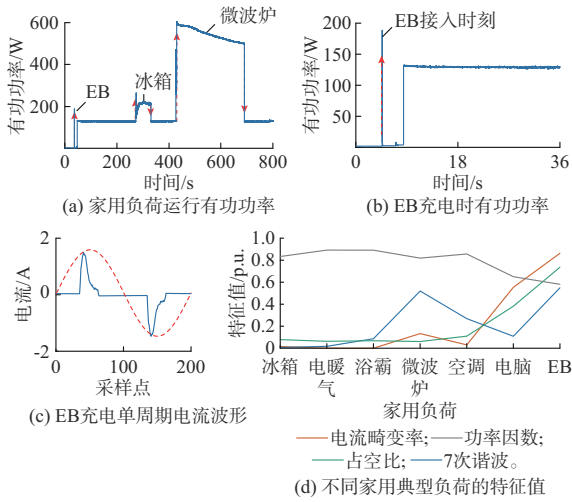 600
400
200
有功功率/W
EB
冰箱
微波炉
0 200 400 600 800
时间/s
(a) 家用负荷运行有功功率
200
150
100
50
有功功率/W
EB接入时刻
0 18 36
时间/s
(b) EB充电时有功功率
2
0
-2
电流/A
0 100 200
采样点
(c) EB充电单周期电流波形
1.0
0.8
0.6
0.4
0.2
0
特征值/p.u.
冰箱 电暖气 浴霸 微波炉 空调 电脑 EB
家用负荷
电流畸变率; 功率因数;
占空比; 7次谐波。
(d) 不同家用典型负荷的特征值